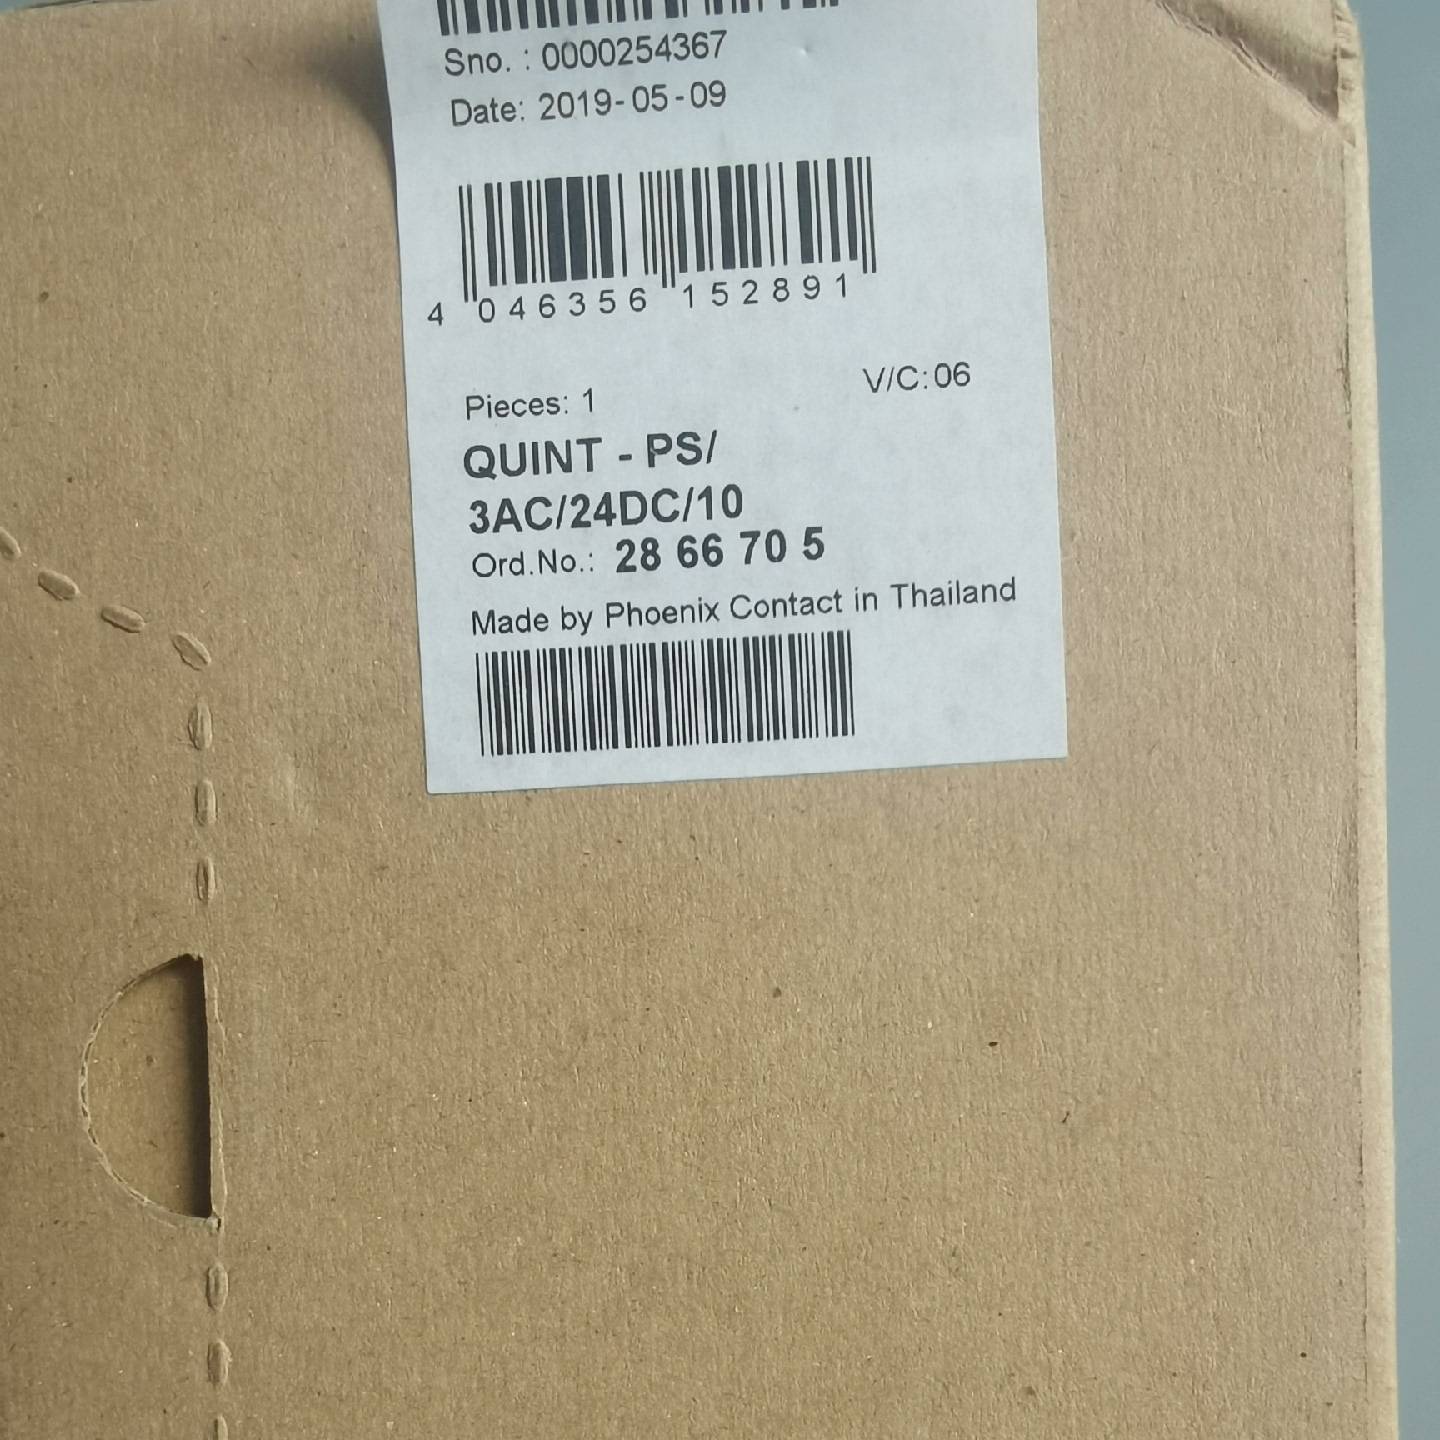 Sno. : 0000254367
Date: 2019-05-09
4 046356 152891
V/C:06
Pieces: 1
QUINT - PS/
3AC/24DC/10
Ord.No.: 28 66 70 5
Made by Phoenix Contact in Thailand